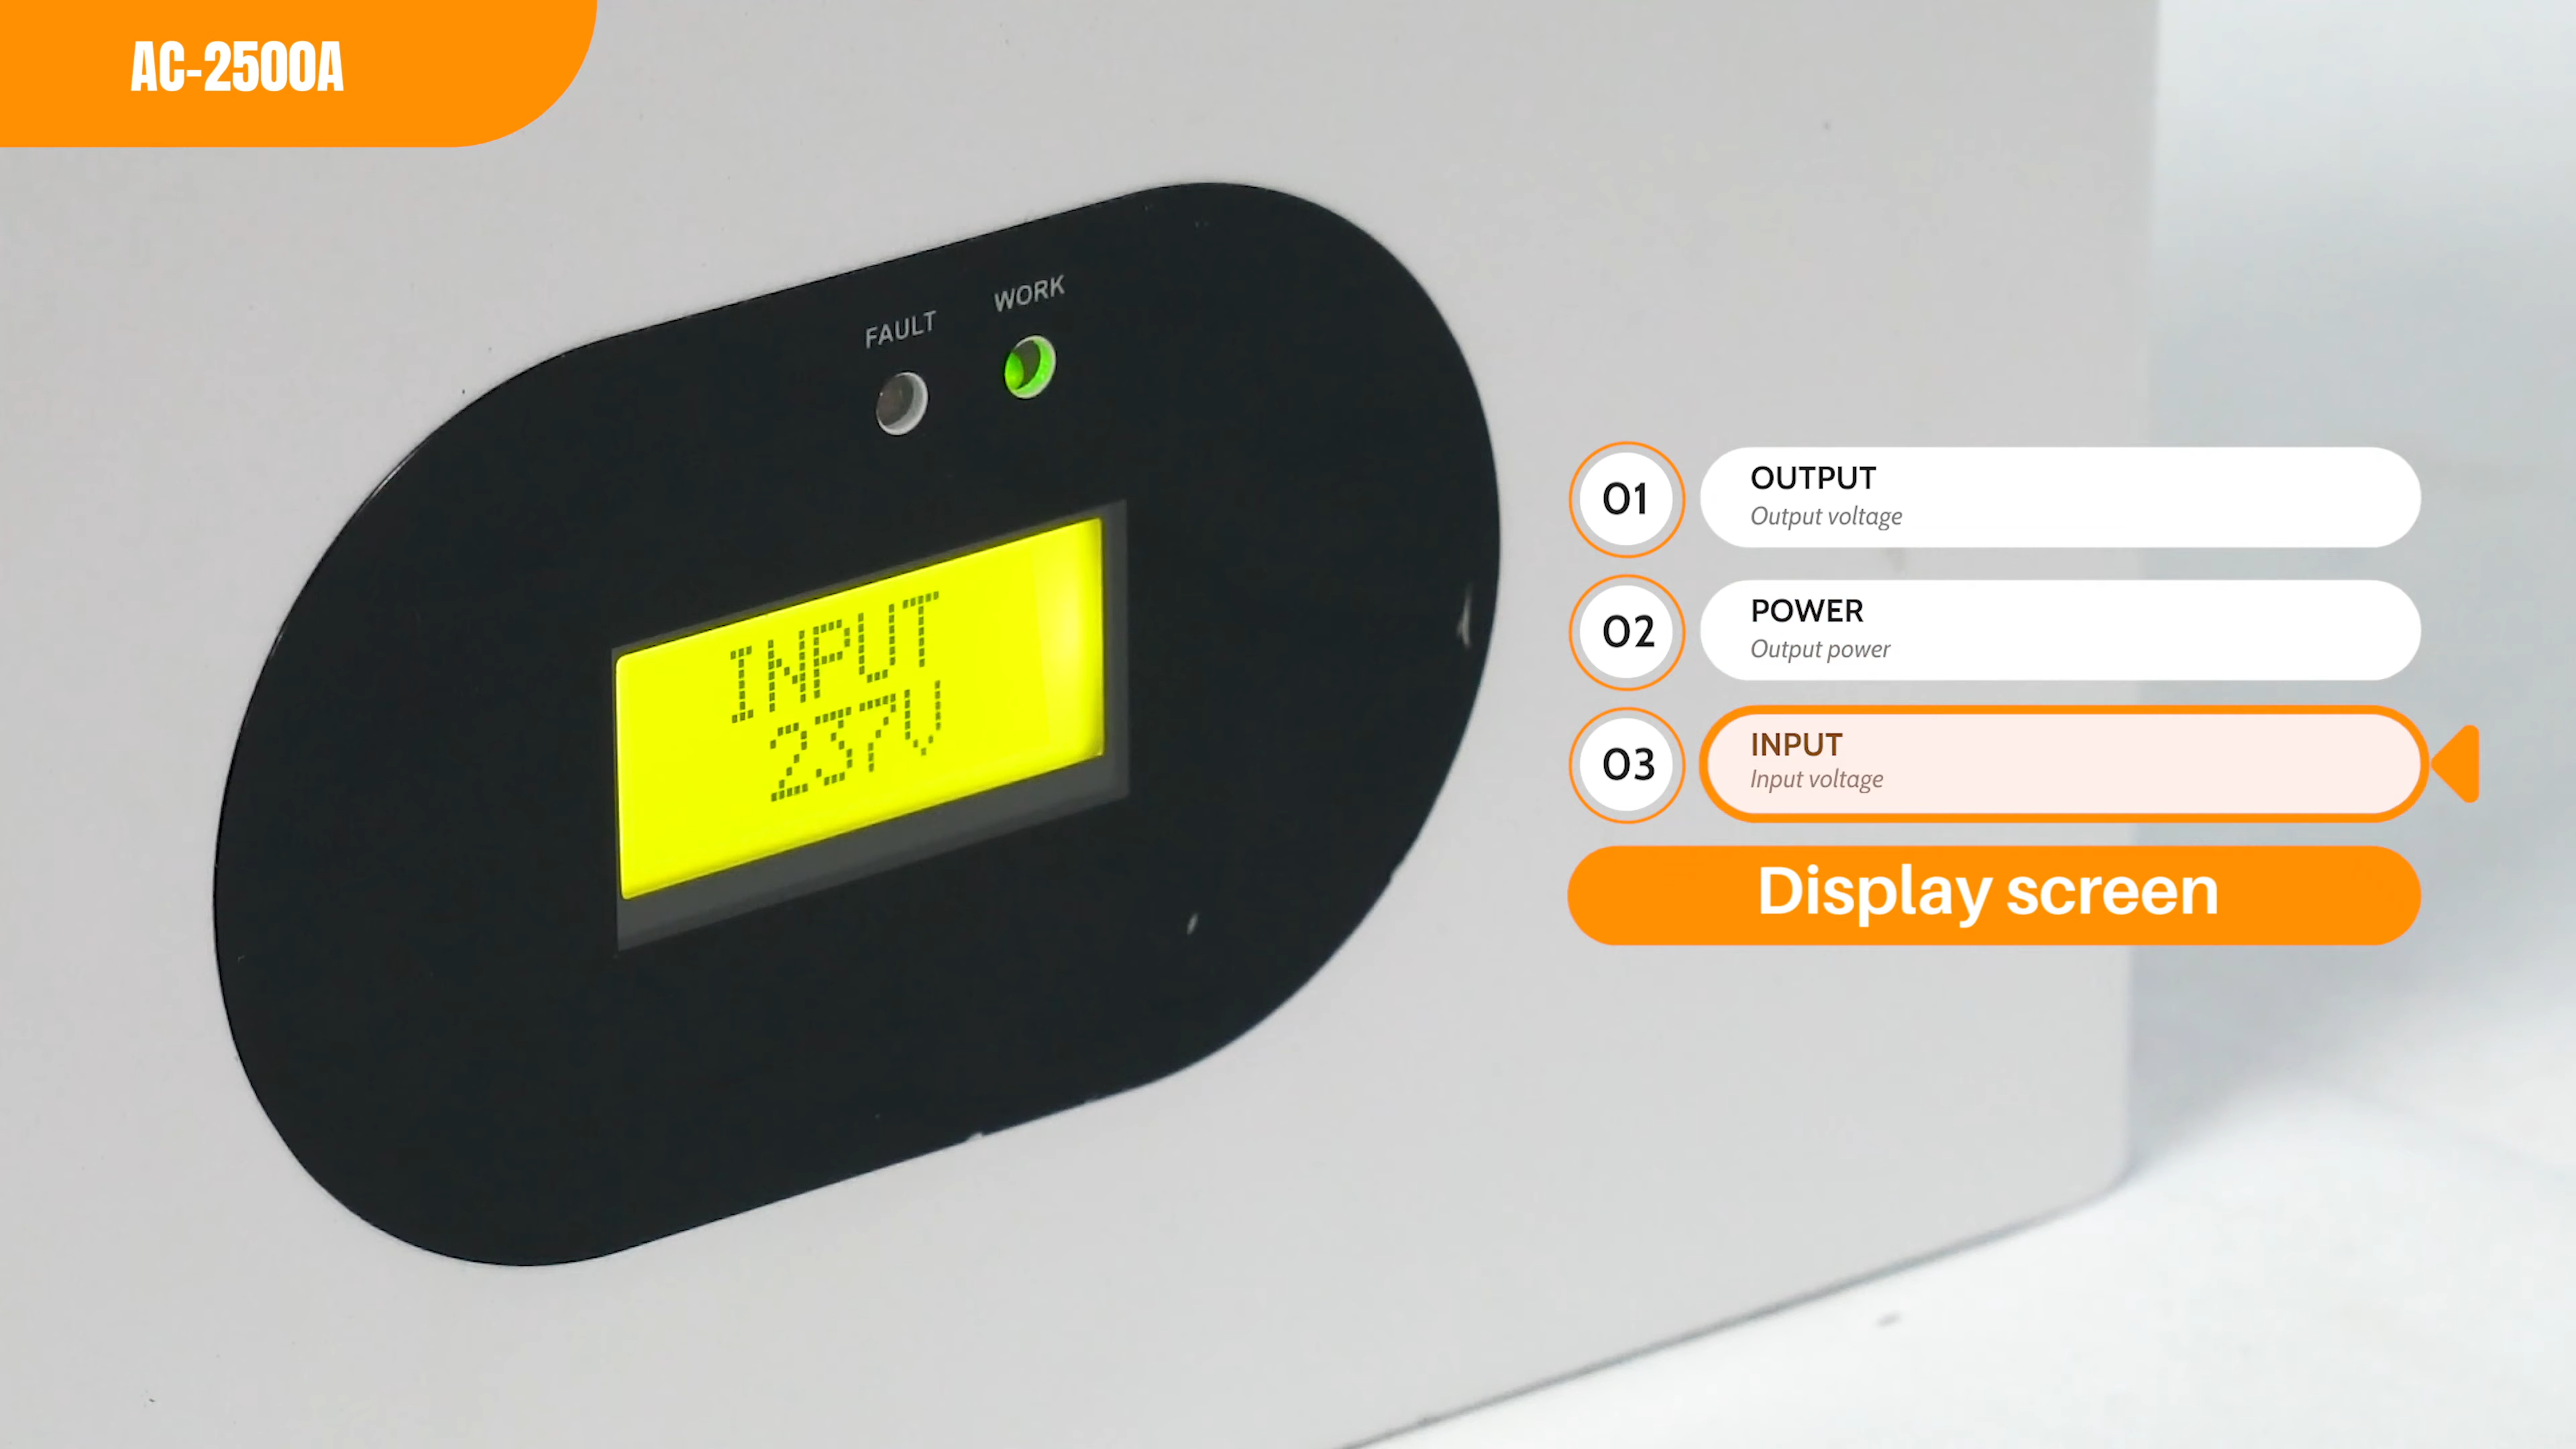 AC-2500A
FAULT
WORK
INPUT
237V
01
OUTPUT
Output voltage
02
POWER
Output power
03
INPUT
Input voltage
Display screen